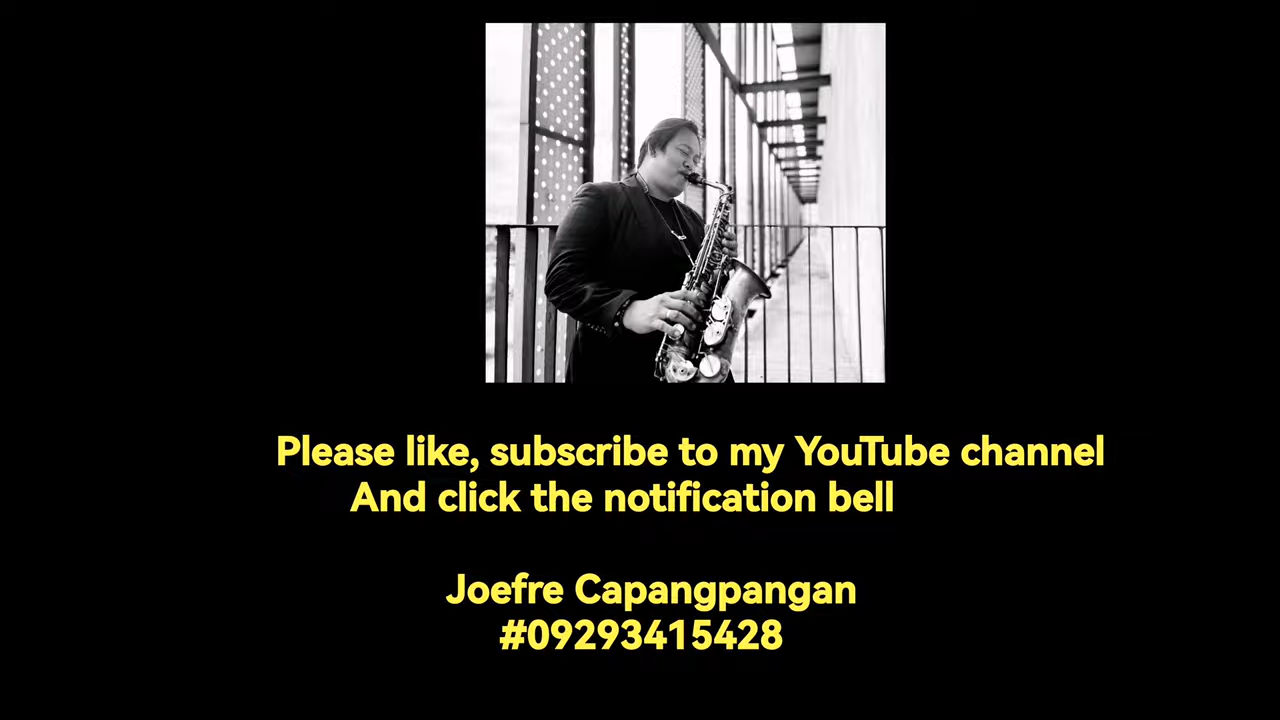 Please like, subscribe to my YouTube channel
And click the notification bell
Joefre Capangpangan
#09293415428